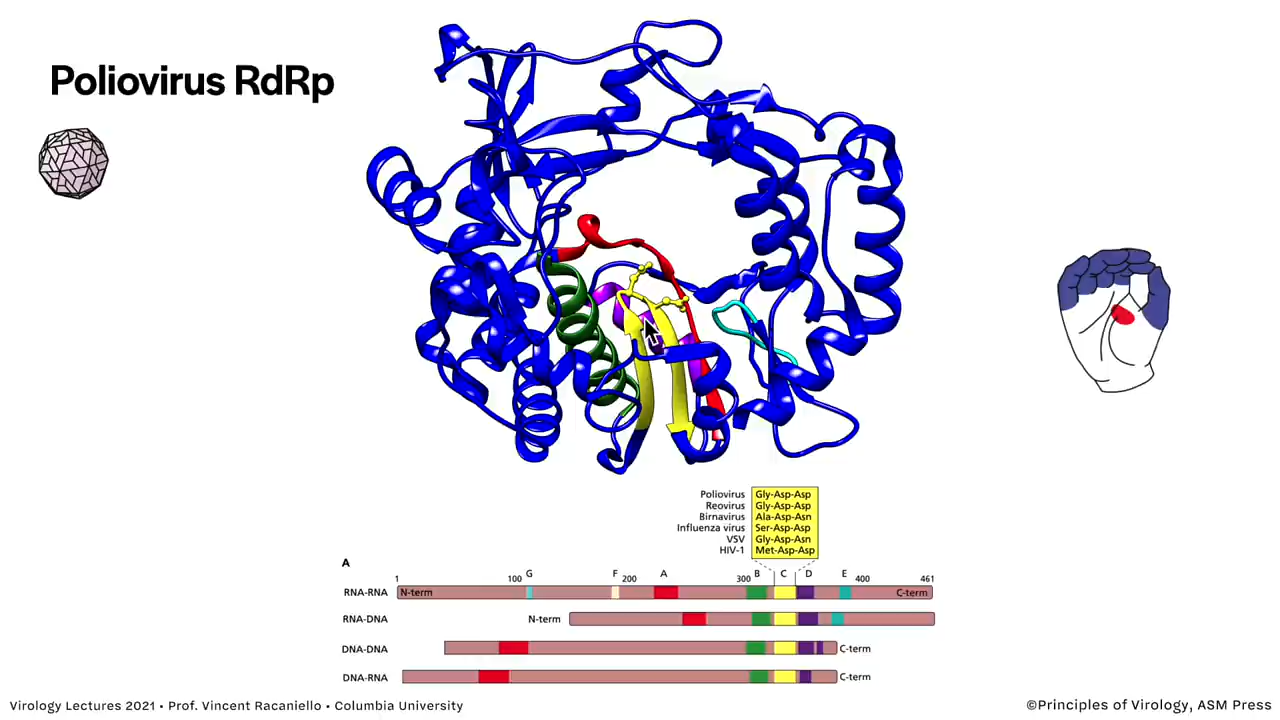 Poliovirus RdRp
Poliovirus Gly-Asp-Asp
Reovirus Gly-Asp-Asp
Birnavirus Ala-Asp-Asn
Influenza virus Ser-Asp-Asp
VSV Gly-Asp-Asn
HIV-1 Met-Asp-Asp
A
1 100 G F 200 A 300 B C D E 400 461
RNA-RNA N-term C-term
RNA-DNA N-term
DNA-DNA C-term
DNA-RNA C-term
Virology Lectures 2021 • Prof. Vincent Racaniello • Columbia University
©Principles of Virology, ASM Press